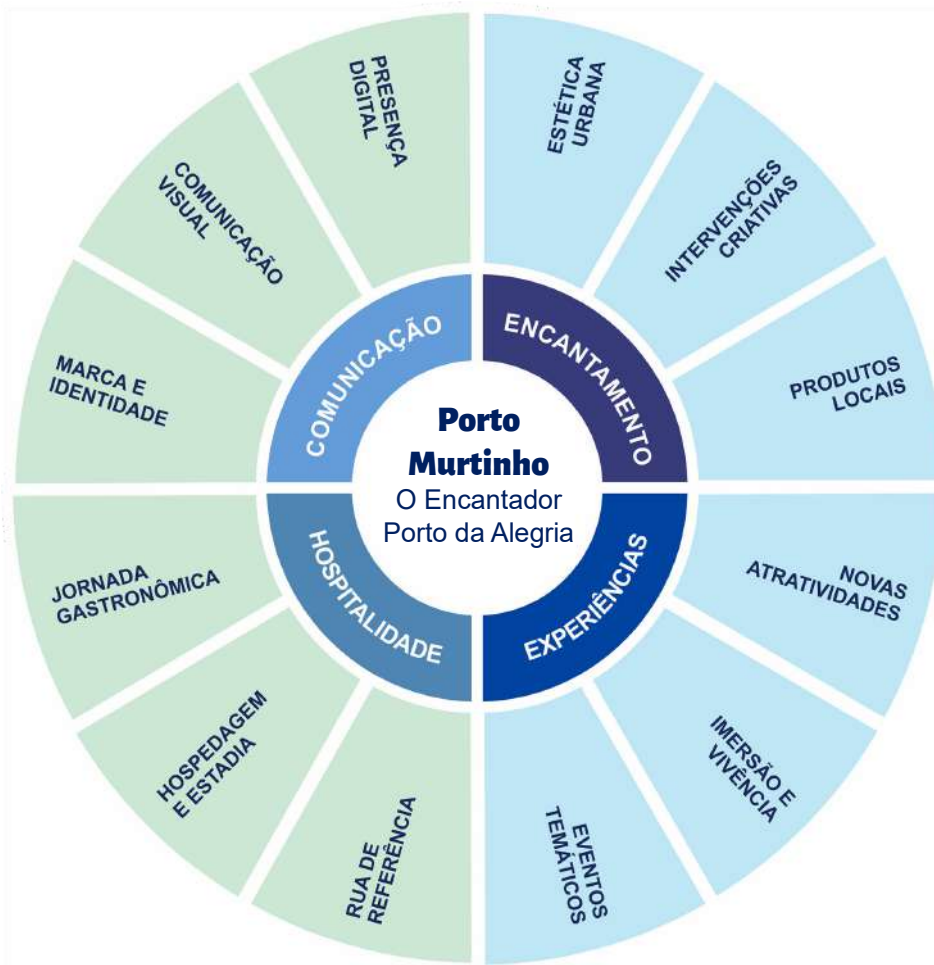 PRESENÇA
DIGITAL
ESTÉTICA
URBANA
COMUNICAÇÃO
VISUAL
INTERVENÇÕES
CRIATIVAS
MARCA E
IDENTIDADE
PRODUTOS
LOCAIS
COMUNICAÇÃO
ENCANTAMENTO
Porto
Murtinho
O Encantador
Porto da Alegria
HOSPITALIDADE
EXPERIÊNCIAS
JORNADA
GASTRONÔMICA
NOVAS
ATRATIVIDADES
HOSPEDAGEM
E ESTADIA
IMERSÃO E
VIVÊNCIA
RUA DE
REFERÊNCIA
EVENTOS
TEMÁTICOS